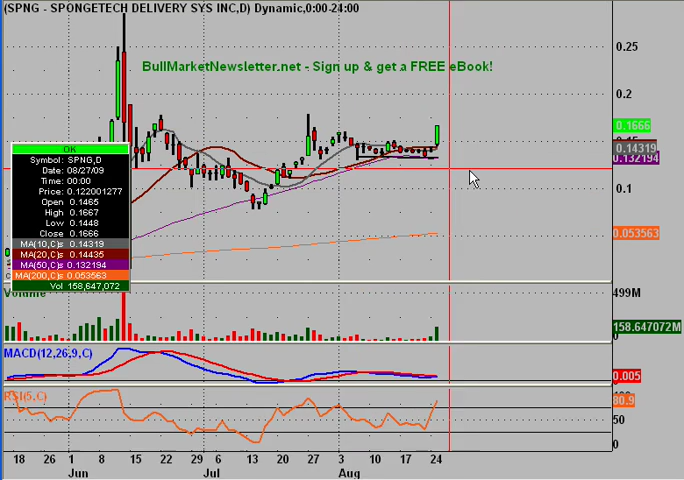 (SPNG - SPONGETECH DELIVERY SYS INC,D) Dynamic,0:00-24:00
BullMarketNewsletter.net - Sign up & get a FREE eBook!
0.25
0.2
0.1666
0.14319
0.132194
0.1
0.053563
OK
Symbol: SPNG,D
Date: 08/27/09
Time: 00:00
Price: 0.122001277
Open 0.1465
High 0.1667
Low 0.1448
Close 0.1666
MA(10,C)s 0.14319
MA(20,C)s 0.14435
MA(50,C)s 0.132194
MA(200,C)s 0.053563
Vol 158,647,072
Volume
499M
158.647072M
MACD(12,26,9,C)
0.005
RSI(5,C)
80.9
50
0
18 26 1 8 15 22 29 6 13 20 27 3 10 17 24
Jun Jul Aug